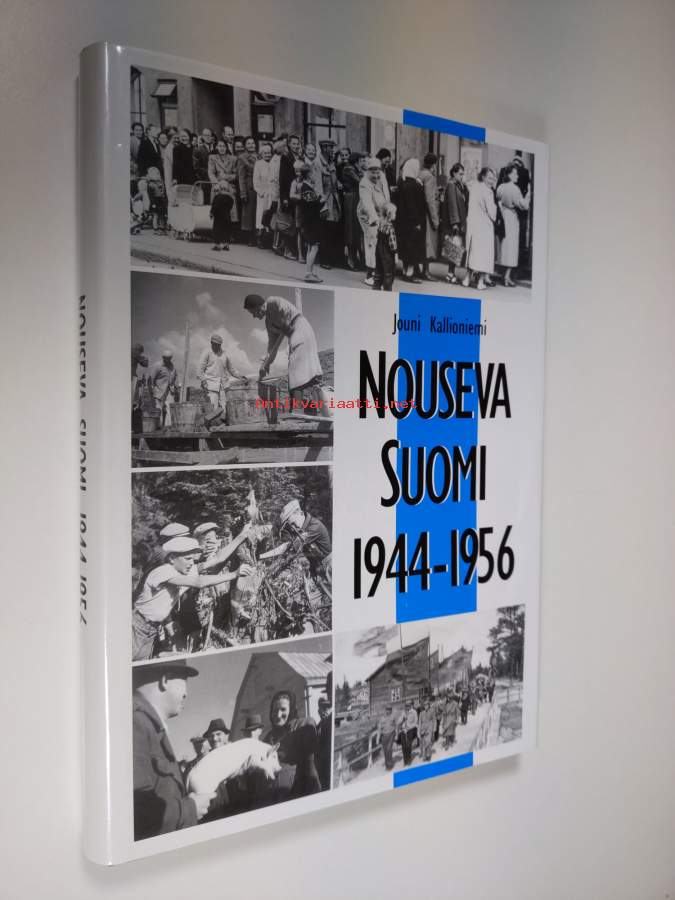 Jouni Kallioniemi
NOUSEVA
SUOMI
1944-1956
NOUSEVA SUOMI 1944-1956
antikvariaatti.net